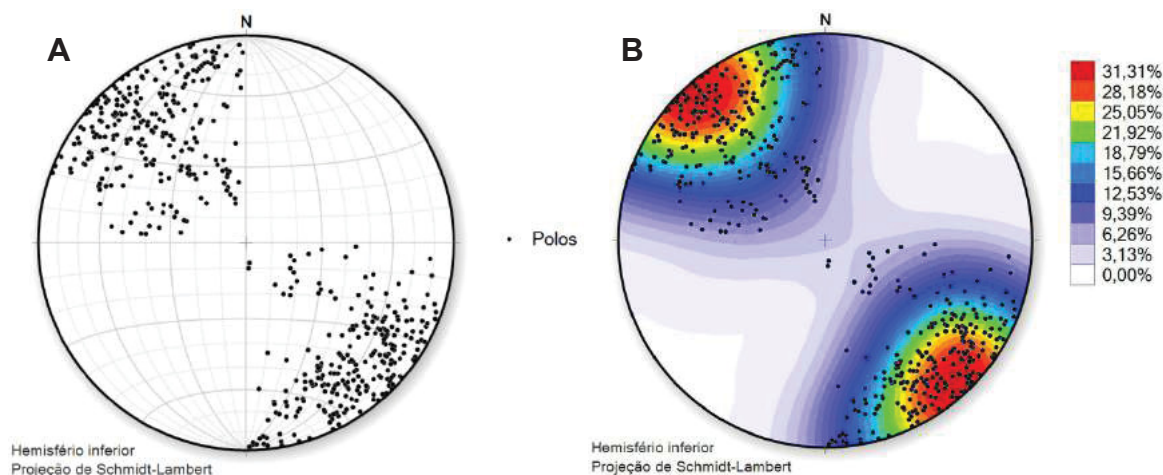 A
N
Hemisfério inferior
Projeção de Schmidt-Lambert
Polos
B
N
Hemisfério inferior
Projeção de Schmidt-Lambert
31,31%
28,18%
25,05%
21,92%
18,79%
15,66%
12,53%
9,39%
6,26%
3,13%
0,00%